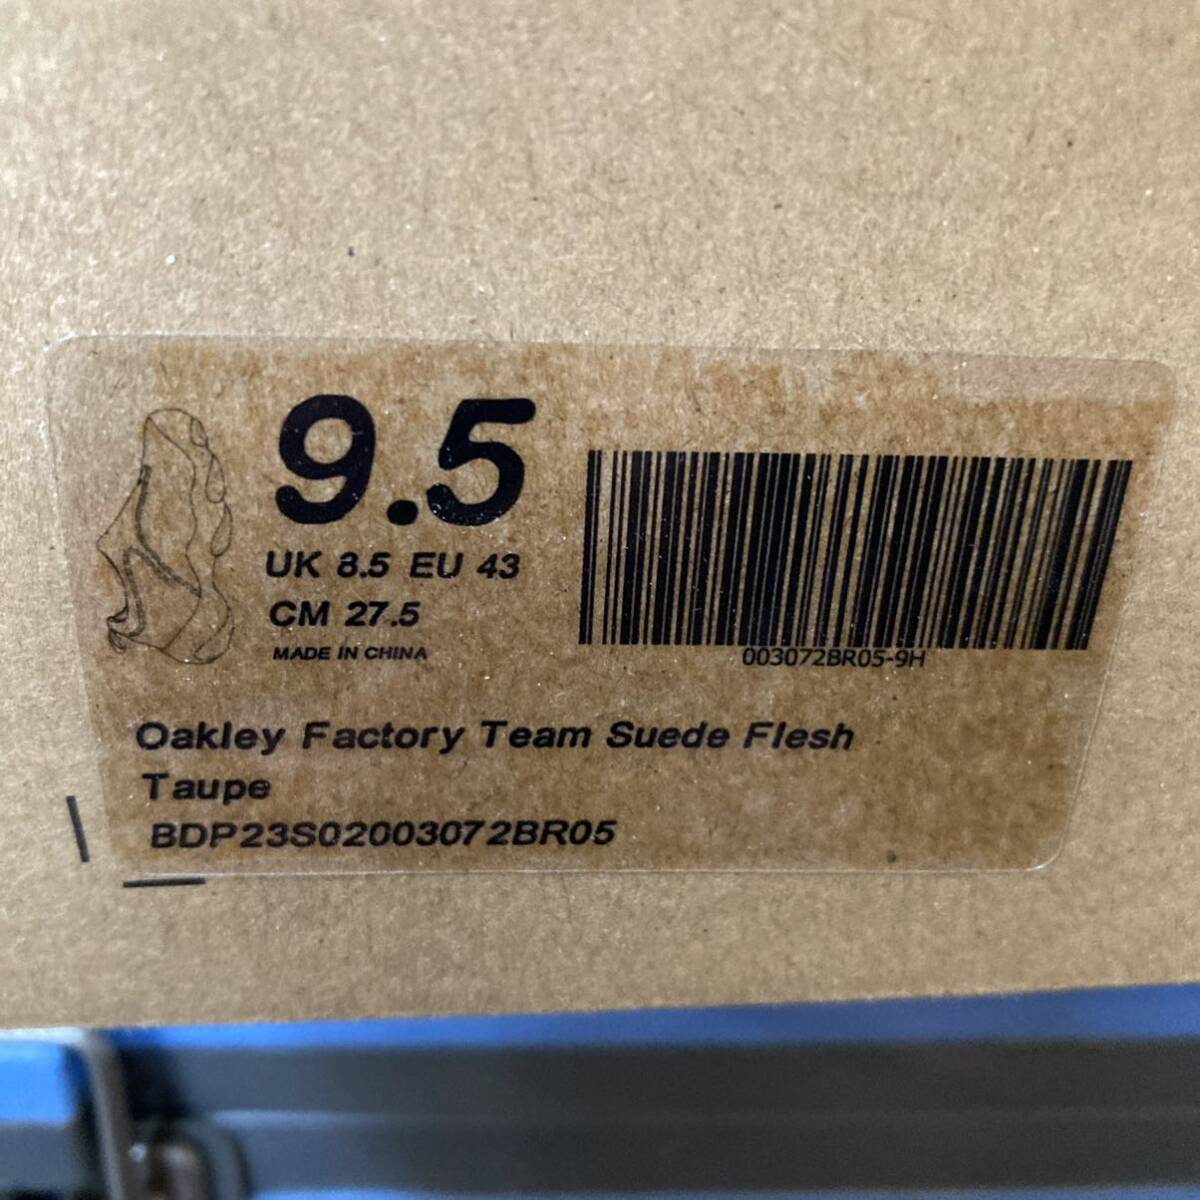 9.5
UK 8.5 EU 43
CM 27.5
MADE IN CHINA
003072BR05-9H
Oakley Factory Team Suede Flesh
Taupe
BDP23S02003072BR05